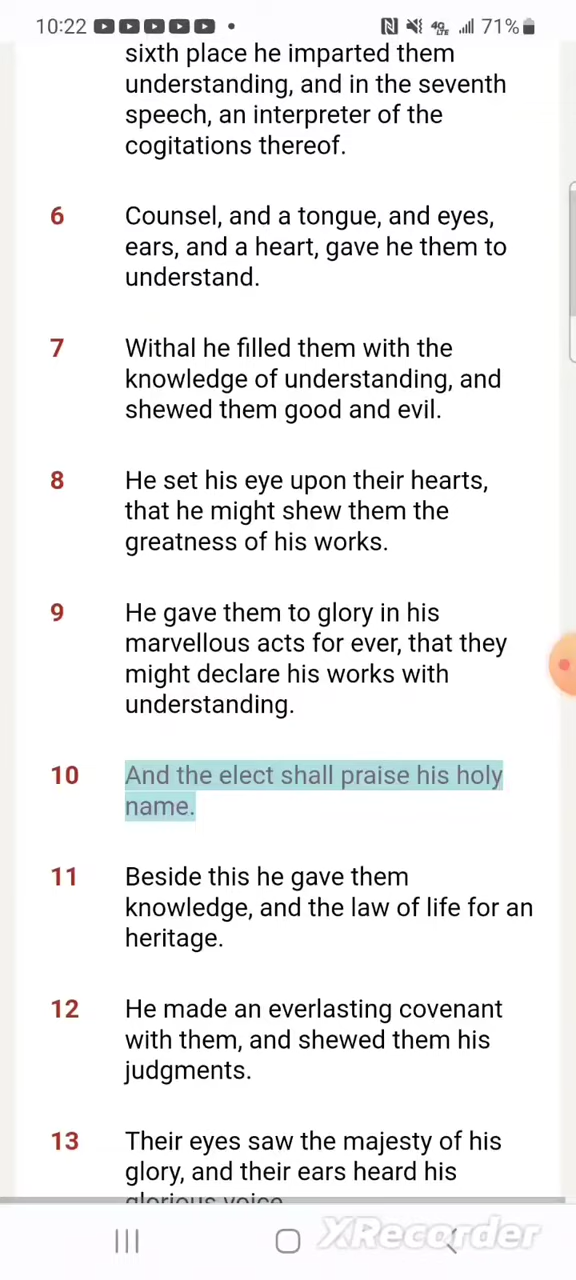 10:22
4G
LTE
71%
sixth place he imparted them
understanding, and in the seventh
speech, an interpreter of the
cogitations thereof.
6 Counsel, and a tongue, and eyes,
ears, and a heart, gave he them to
understand.
7 Withal he filled them with the
knowledge of understanding, and
shewed them good and evil.
8 He set his eye upon their hearts,
that he might shew them the
greatness of his works.
9 He gave them to glory in his
marvellous acts for ever, that they
might declare his works with
understanding.
10 And the elect shall praise his holy
name.
11 Beside this he gave them
knowledge, and the law of life for an
heritage.
12 He made an everlasting covenant
with them, and shewed them his
judgments.
13 Their eyes saw the majesty of his
glory, and their ears heard his
glorious voice
XRecorder